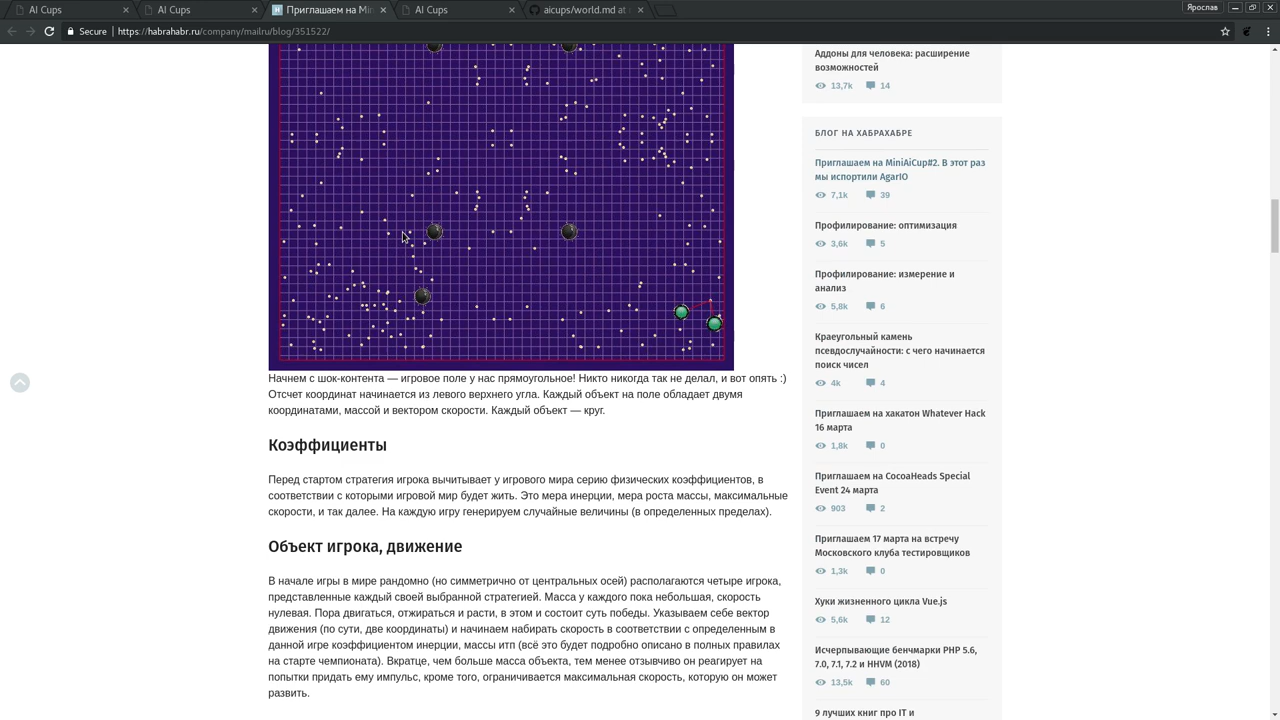 AI Cups
AI Cups
Приглашаем на Min
AI Cups
aicups/world.md at
Ярослав
Secure
https://habrahabr.ru/company/mailru/blog/351522/
Начнем с шок-контента — игровое поле у нас прямоугольное! Никто никогда так не делал, и вот опять :)
Отсчет координат начинается из левого верхнего угла. Каждый объект на поле обладает двумя
координатами, массой и вектором скорости. Каждый объект — круг.
Коэффициенты
Перед стартом стратегия игрока вычитывает у игрового мира серию физических коэффициентов, в
соответствии с которыми игровой мир будет жить. Это мера инерции, мера роста массы, максимальные
скорости, и так далее. На каждую игру генерируем случайные величины (в определенных пределах).
Объект игрока, движение
В начале игры в мире рандомно (но симметрично от центральных осей) располагаются четыре игрока,
представленные каждый своей выбранной стратегией. Масса у каждого пока небольшая, скорость
нулевая. Пора двигаться, отжираться и расти, в этом и состоит суть победы. Указываем себе вектор
движения (по сути, две координаты) и начинаем набирать скорость в соответствии с определенным в
данной игре коэффициентом инерции, массы итп (всё это будет подробно описано в полных правилах
на старте чемпионата). Вкратце, чем больше масса объекта, тем менее отзывчиво он реагирует на
попытки придать ему импульс, кроме того, ограничивается максимальная скорость, которую он может
развить.
Аддоны для человека: расширение
возможностей
13,7k 14
БЛОГ НА ХАБРАХАБРЕ
Приглашаем на MiniAiCup#2. В этот раз
мы испортили AgarIO
7,1k 39
Профилирование: оптимизация
3,6k 5
Профилирование: измерение и
анализ
5,8k 6
Краеугольный камень
псевдослучайности: с чего начинается
поиск чисел
4k 4
Приглашаем на хакатон Whatever Hack
16 марта
1,8k 0
Приглашаем на CocoaHeads Special
Event 24 марта
903 2
Приглашаем 17 марта на встречу
Московского клуба тестировщиков
1,3k 0
Хуки жизненного цикла Vue.js
5,6k 12
Исчерпывающие бенчмарки PHP 5.6,
7.0, 7.1, 7.2 и HHVM (2018)
13,5k 60
9 лучших книг про IT и